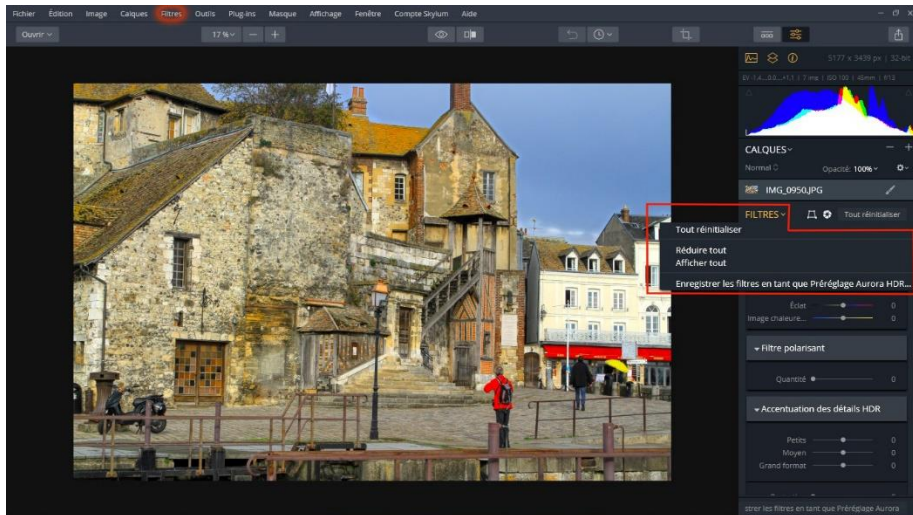 Fichier Édition Image Calques Filtres Outils Plug-ins Masque Affichage Fenêtre Compte Skylum Aide
Ouvrir 17 %
5177 x 3439 px | 32-bit
CALQUES
Normal Opacité: 100%
IMG_0950.JPG
FILTRES Tout réinitialiser
Tout réinitialiser
Réduire tout
Afficher tout
Enregistrer les filtres en tant que Préréglage Aurora HDR...
Éclat 0
Image chaleure... 0
Filtre polarisant
Quantité 0
Accentuation des détails HDR
Petits 0
Moyen 0
Grand format 0
strer les filtres en tant que Préréglage Aurora